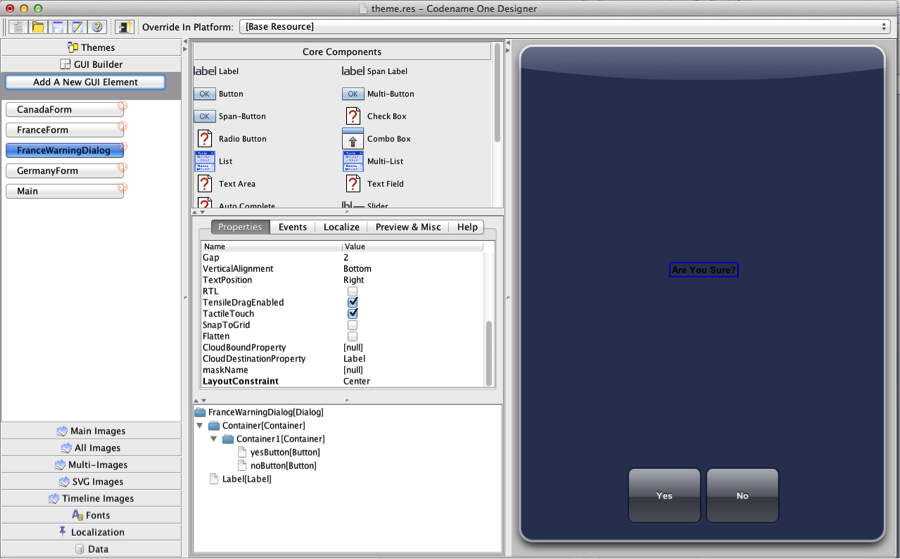 theme.res – Codename One Designer
Override In Platform: [Base Resource]
Themes
GUI Builder
Add A New GUI Element
CanadaForm
FranceForm
FranceWarningDialog
GermanyForm
Main
Main Images
All Images
Multi-Images
SVG Images
Timeline Images
Fonts
Localization
Data
Core Components
label Label
label Span Label
OK Button
OK Multi-Button
OK Span-Button
Check Box
Radio Button
Combo Box
List
Multi-List
Text Area
Text Field
Auto Complete
lbl Slider
Properties Events Localize Preview & Misc Help
Name Value
Gap 2
VerticalAlignment Bottom
TextPosition Right
RTL
TensileDragEnabled
TactileTouch
SnapToGrid
Flatten
CloudBoundProperty [null]
CloudDestinationProperty Label
maskName [null]
LayoutConstraint Center
FranceWarningDialog[Dialog]
Container[Container]
Container1[Container]
yesButton[Button]
noButton[Button]
Label[Label]
Are You Sure?
Yes
No